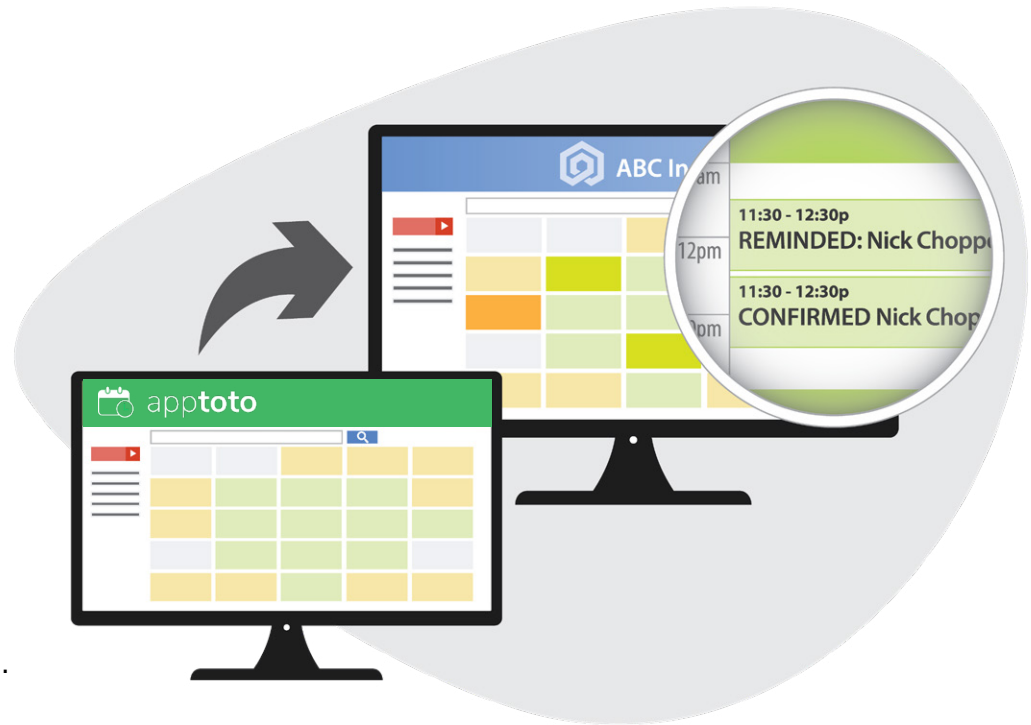 ABC In
am
11:30 - 12:30p
REMINDED: Nick Choppe
12pm
11:30 - 12:30p
CONFIRMED Nick Chop
pm
apptoto
.